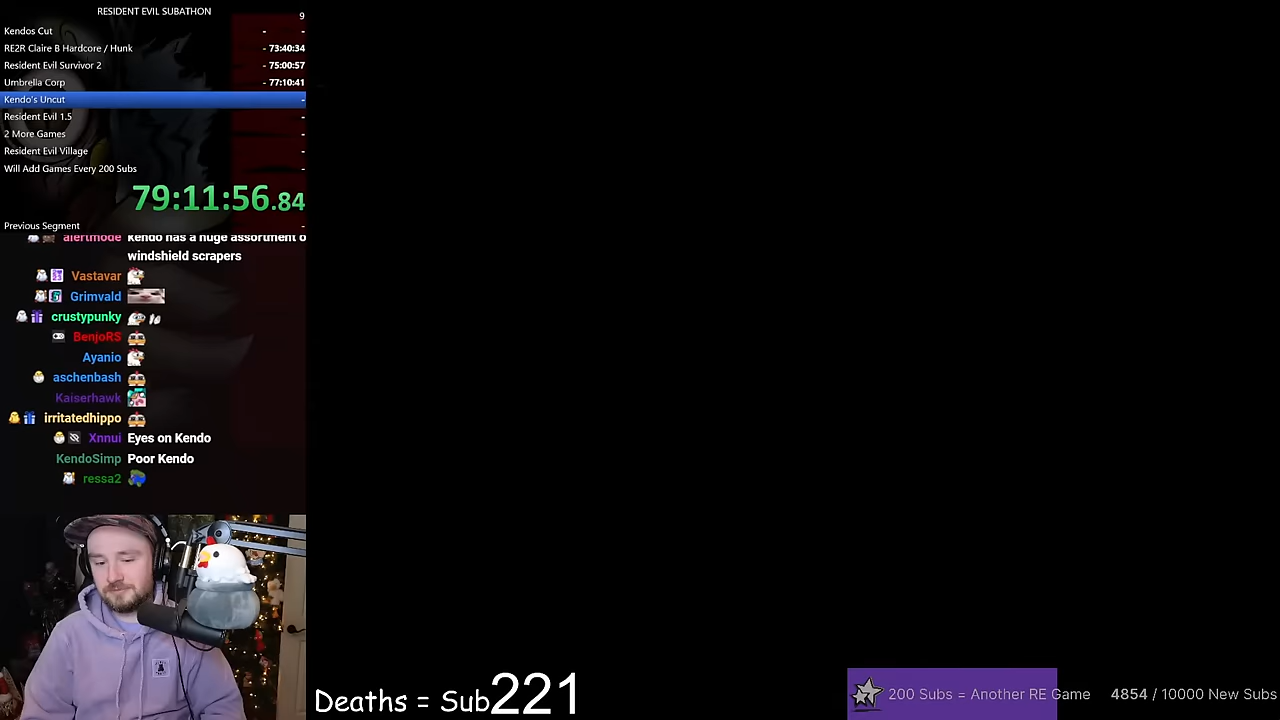 RESIDENT EVIL SUBATHON
9
Kendos Cut - -
RE2R Claire B Hardcore / Hunk - 73:40:34
Resident Evil Survivor 2 - 75:00:57
Umbrella Corp - 77:10:41
Kendo's Uncut -
Resident Evil 1.5 -
2 More Games -
Resident Evil Village -
Will Add Games Every 200 Subs -
79:11:56.84
Previous Segment -
alertmode kendo has a huge assortment o
windshield scrapers
Vastavar
Grimvald
crustypunky
BenjoRS
Ayanio
aschenbash
Kaiserhawk
irritatedhippo
Xnnui Eyes on Kendo
KendoSimp Poor Kendo
ressa2
Deaths = Sub221
200 Subs = Another RE Game 4854 / 10000 New Subs